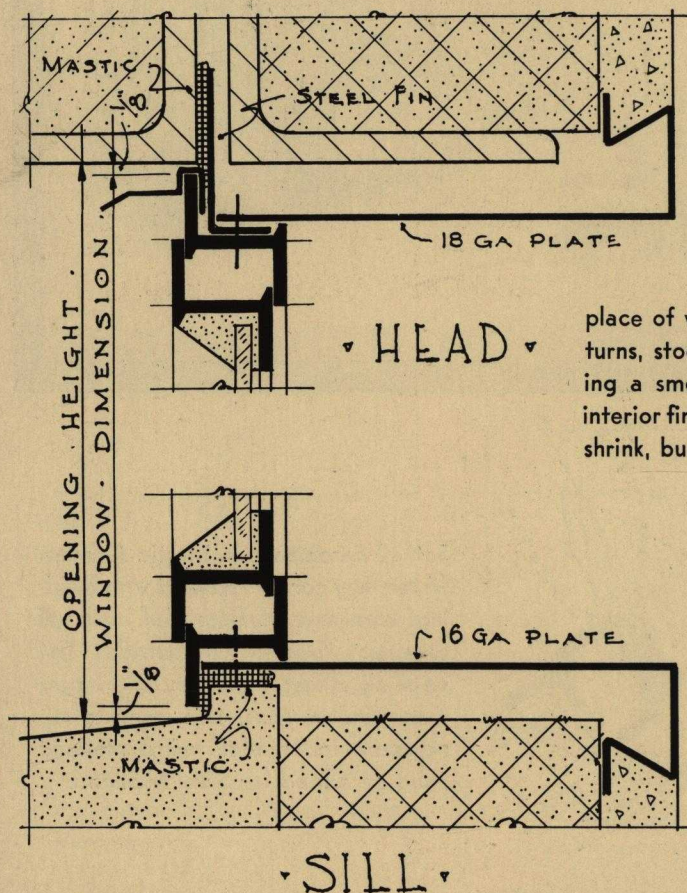 MASTIC
1/8"
STEEL PIN
18 GA PLATE
· HEAD ·
place of
turns, sto
ing a sm
interior fi
shrink, bu
OPENING · HEIGHT ·
WINDOW · DIMENSION ·
16 GA PLATE
1/8"
MASTIC
· SILL ·